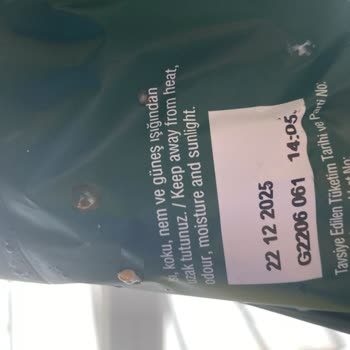 koku, nem ve güneş ışığından
uzak tutunuz. / Keep away from heat,
odour, moisture and sunlight.
22 12 2025
G2206 061 14:05
Tavsiye Edilen Tüketim Tarihi ve Parti No: